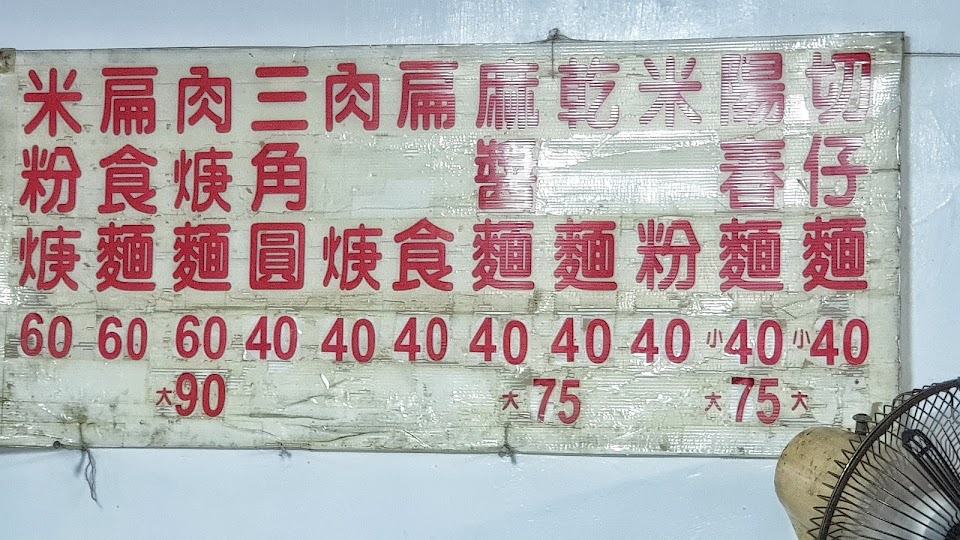 切仔麵 小40 大
陽春麵 小40 大75
米粉 40
乾麵 40
麻醬麵 40 大75
扁食 40
肉焿 40
三角圓 40
肉焿麵 60 大90
扁食麵 60
米粉焿 60